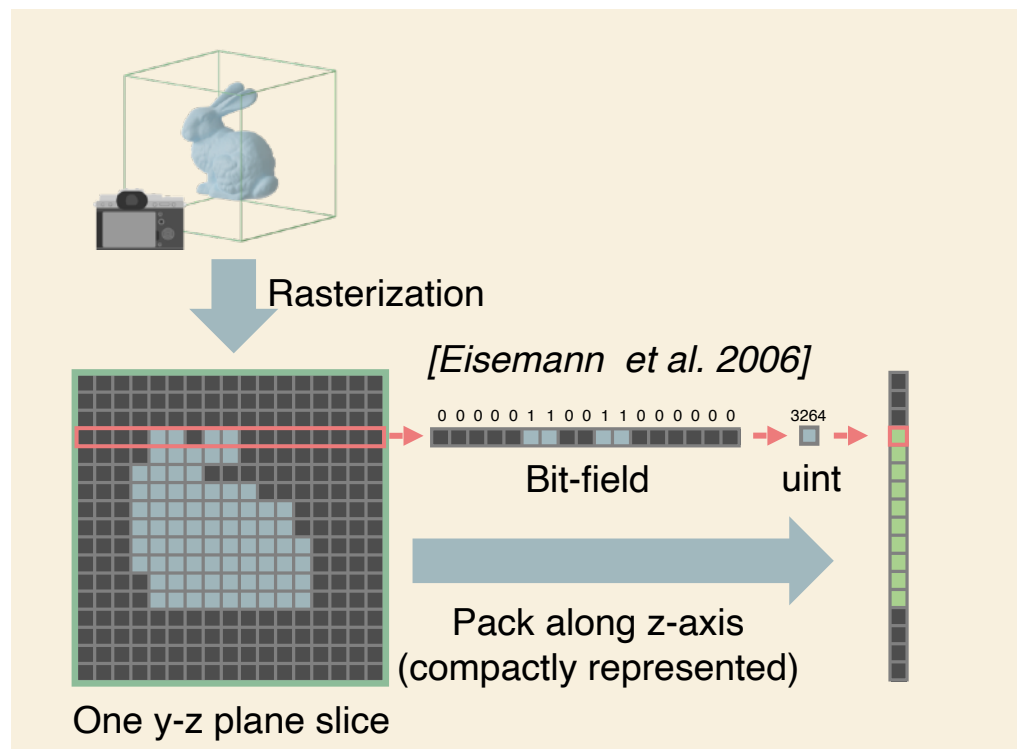 Rasterization
[Eisemann et al. 2006]
0 0 0 0 0 1 1 0 0 1 1 0 0 0 0 0 0
3264
Bit-field
uint
Pack along z-axis
(compactly represented)
One y-z plane slice